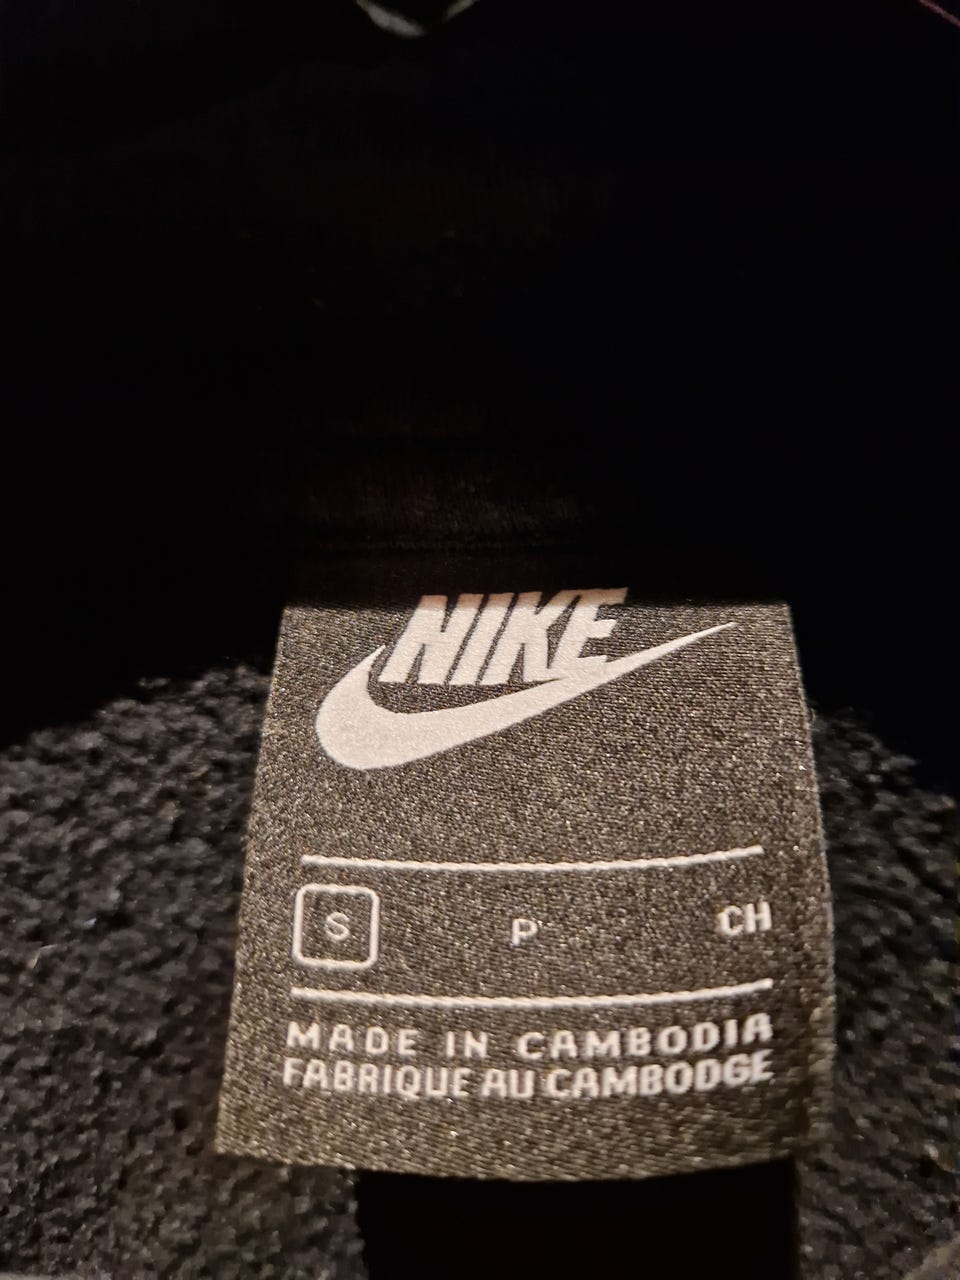 NIKE
S P CH
MADE IN CAMBODIA
FABRIQUE AU CAMBODGE